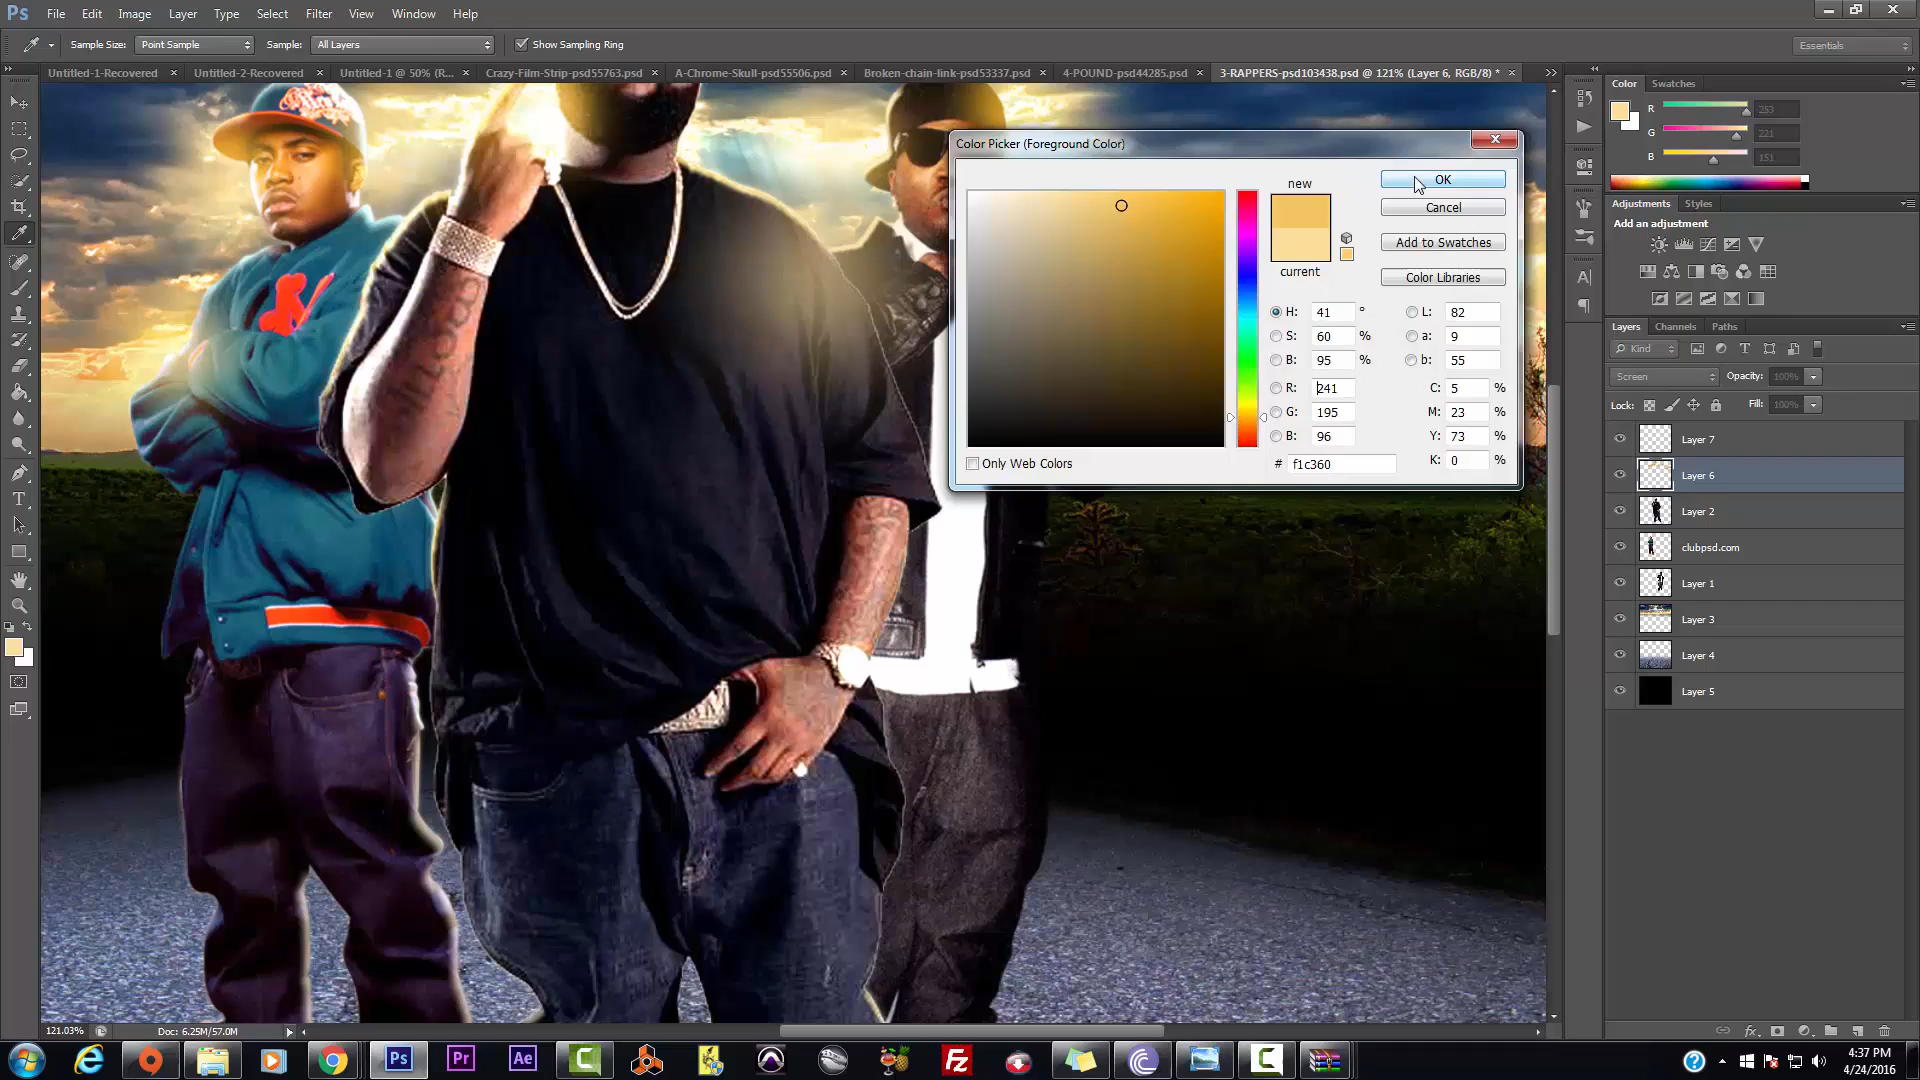 Ps File Edit Image Layer Type Select Filter Analysis View Window Help
Sample Size: Point Sample Sample: All Layers Show Sampling Ring Essentials
Untitled-1-Recovered × Untitled-2-Recovered × Untitled-1 @ 50% (R... × Crazy-Film-Strip-psd55763.psd × A-Chrome-Skull-psd55506.psd × Broken-chain-link-psd53337.psd × 4-POUND-psd44285.psd × 3-RAPPERS-psd103438.psd @ 121% (Layer 6, RGB/8) * ×
Color Picker (Foreground Color)
new
current
OK
Cancel
Add to Swatches
Color Libraries
H: 41 °
S: 60 %
B: 95 %
R: 241
G: 195
B: 96
L: 82
a: 9
b: 55
C: 5 %
M: 23 %
Y: 73 %
K: 0 %
# f1c360
Only Web Colors
Color Swatches
R 253
G 221
B 151
Adjustments Styles
Add an adjustment
Layers Channels Paths
Kind
Screen Opacity: 100%
Lock: Fill: 100%
Layer 7
Layer 6
Layer 2
clubpsd.com
Layer 1
Layer 3
Layer 4
Layer 5
121.03% Doc: 6.25M/57.0M
Ps Pr Ae C Fz C
4:37 PM
4/24/2016